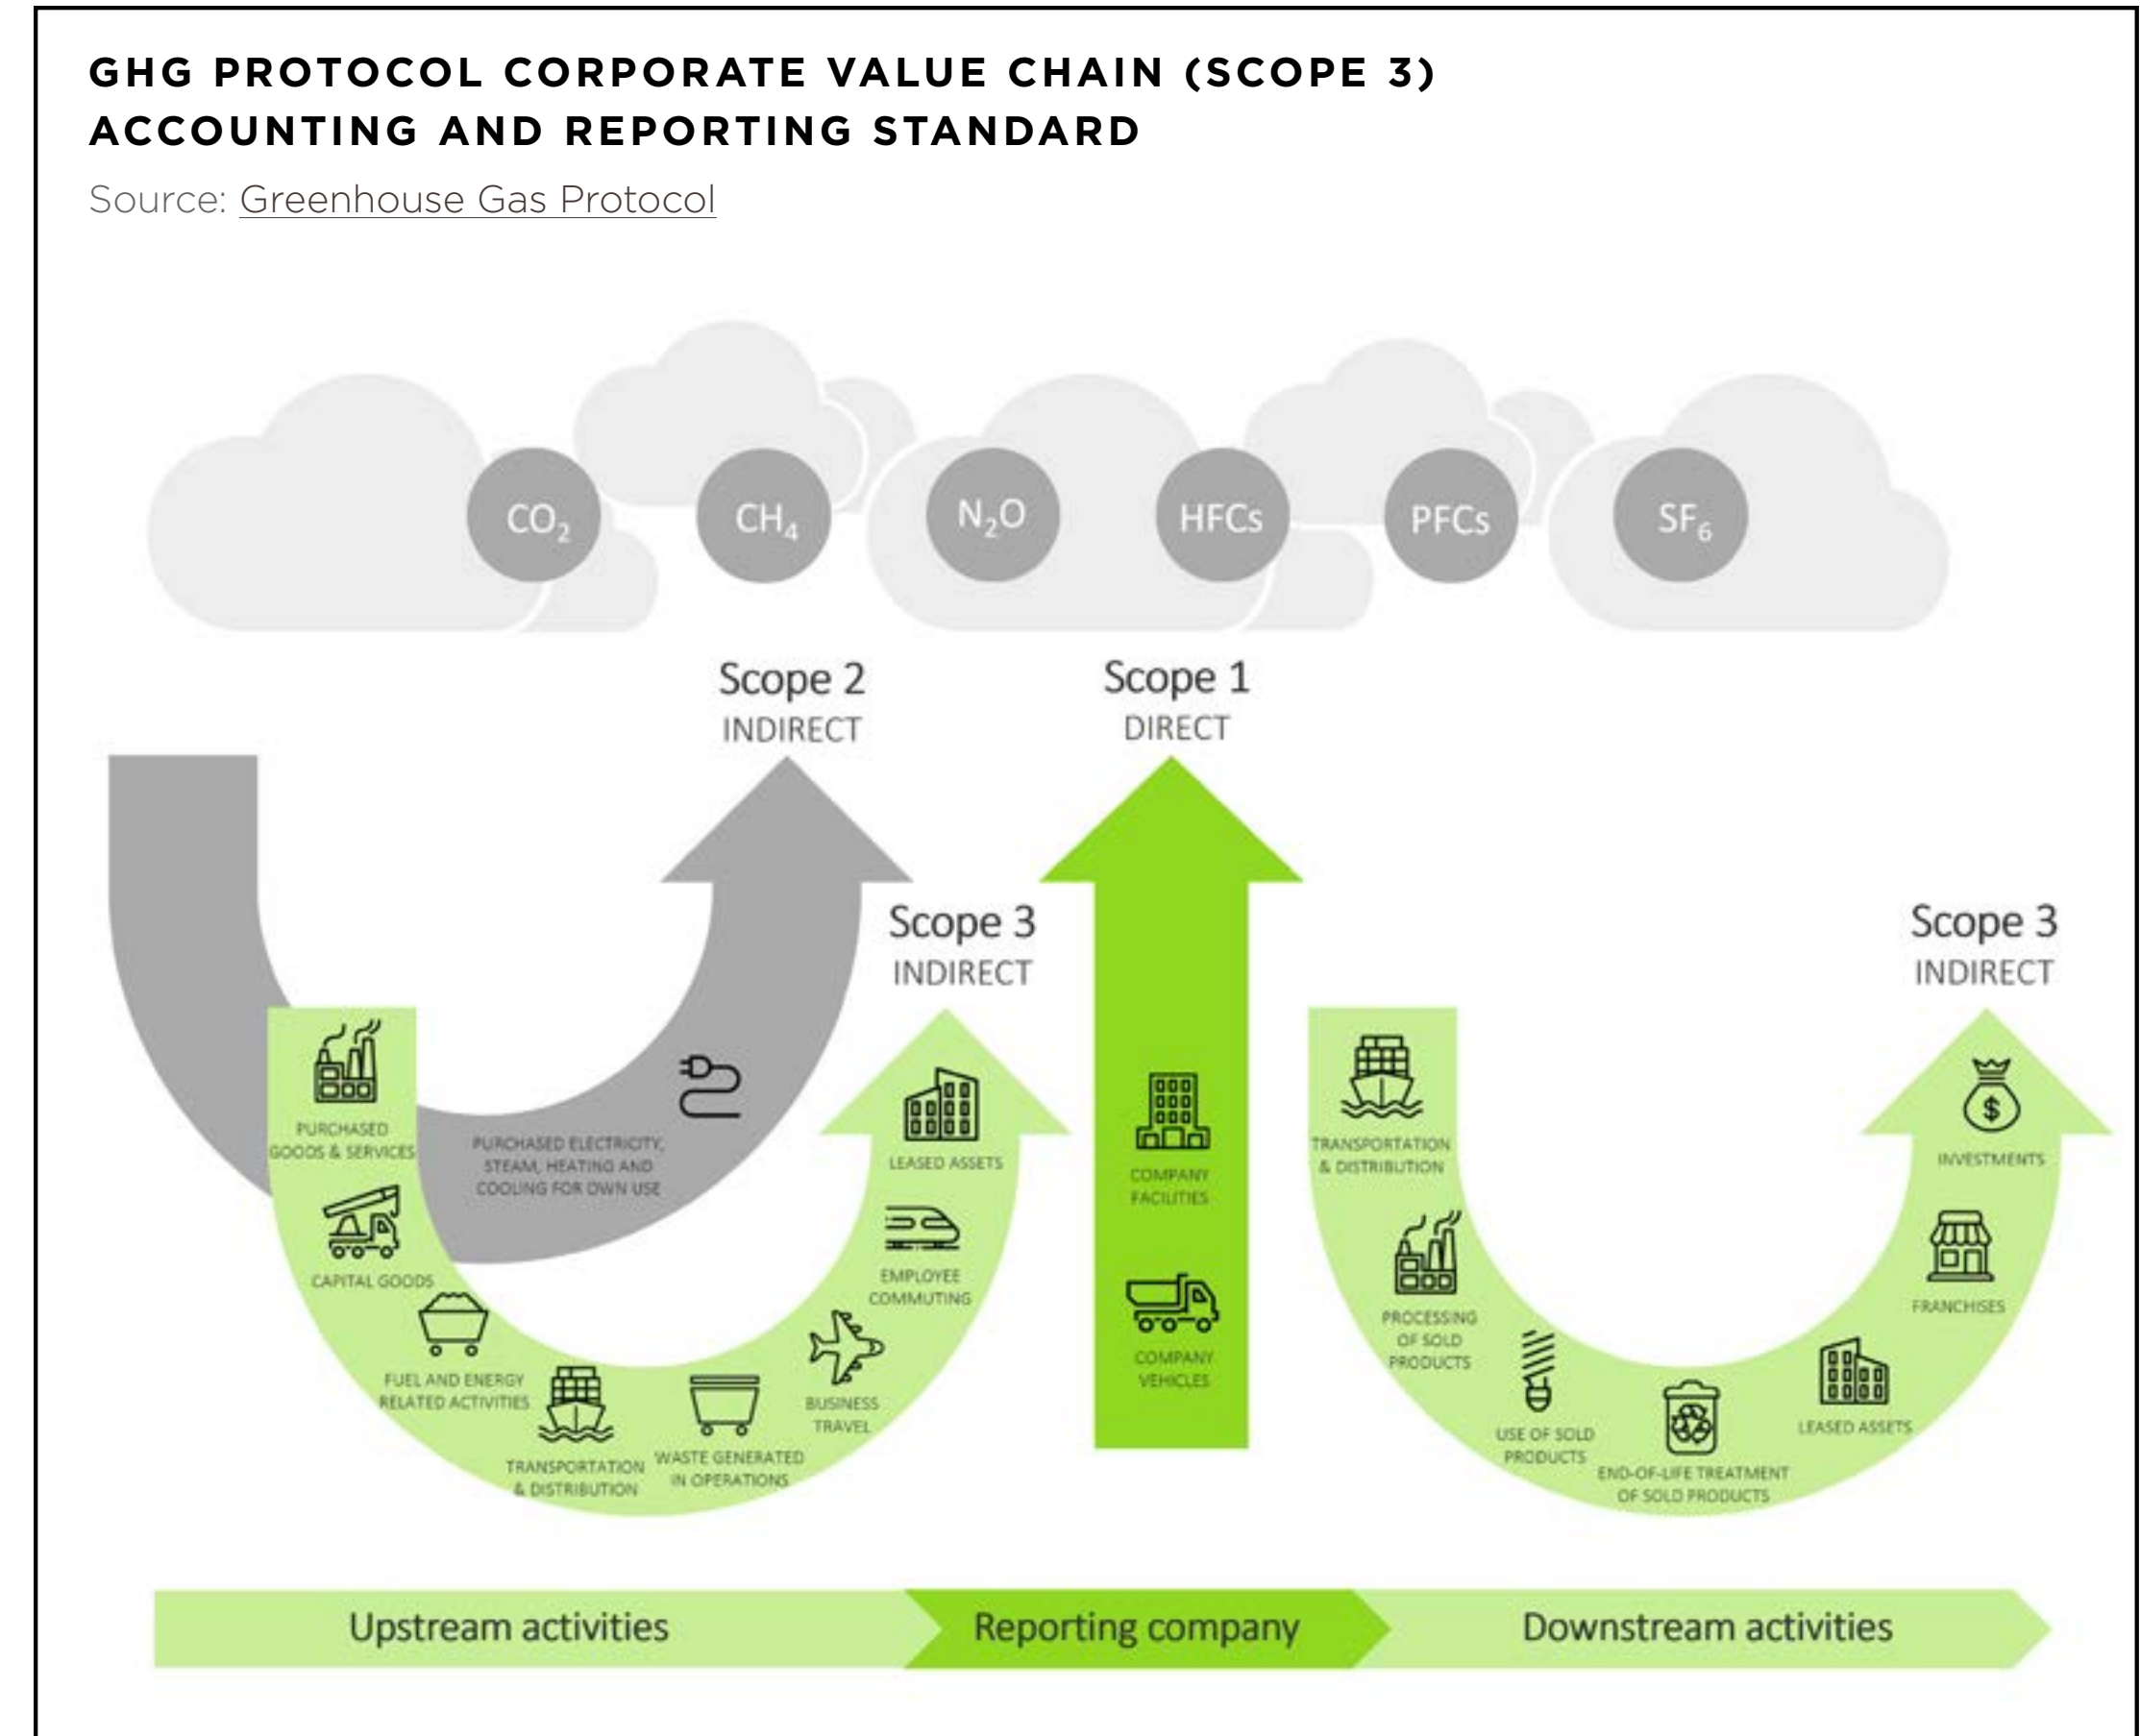 GHG PROTOCOL CORPORATE VALUE CHAIN (SCOPE 3)
ACCOUNTING AND REPORTING STANDARD
Source: Greenhouse Gas Protocol
CO₂
CH₄
N₂O
HFCs
PFCs
SF₆
Scope 2
INDIRECT
Scope 1
DIRECT
Scope 3
INDIRECT
Scope 3
INDIRECT
PURCHASED ELECTRICITY,
STEAM, HEATING AND
COOLING FOR OWN USE
PURCHASED
GOODS & SERVICES
CAPITAL GOODS
FUEL AND ENERGY
RELATED ACTIVITIES
TRANSPORTATION
& DISTRIBUTION
WASTE GENERATED
IN OPERATIONS
BUSINESS
TRAVEL
EMPLOYEE
COMMUTING
LEASED ASSETS
COMPANY
FACILITIES
COMPANY
VEHICLES
TRANSPORTATION
& DISTRIBUTION
PROCESSING
OF SOLD
PRODUCTS
USE OF SOLD
PRODUCTS
END-OF-LIFE TREATMENT
OF SOLD PRODUCTS
LEASED ASSETS
FRANCHISES
$
INVESTMENTS
Upstream activities
Reporting company
Downstream activities